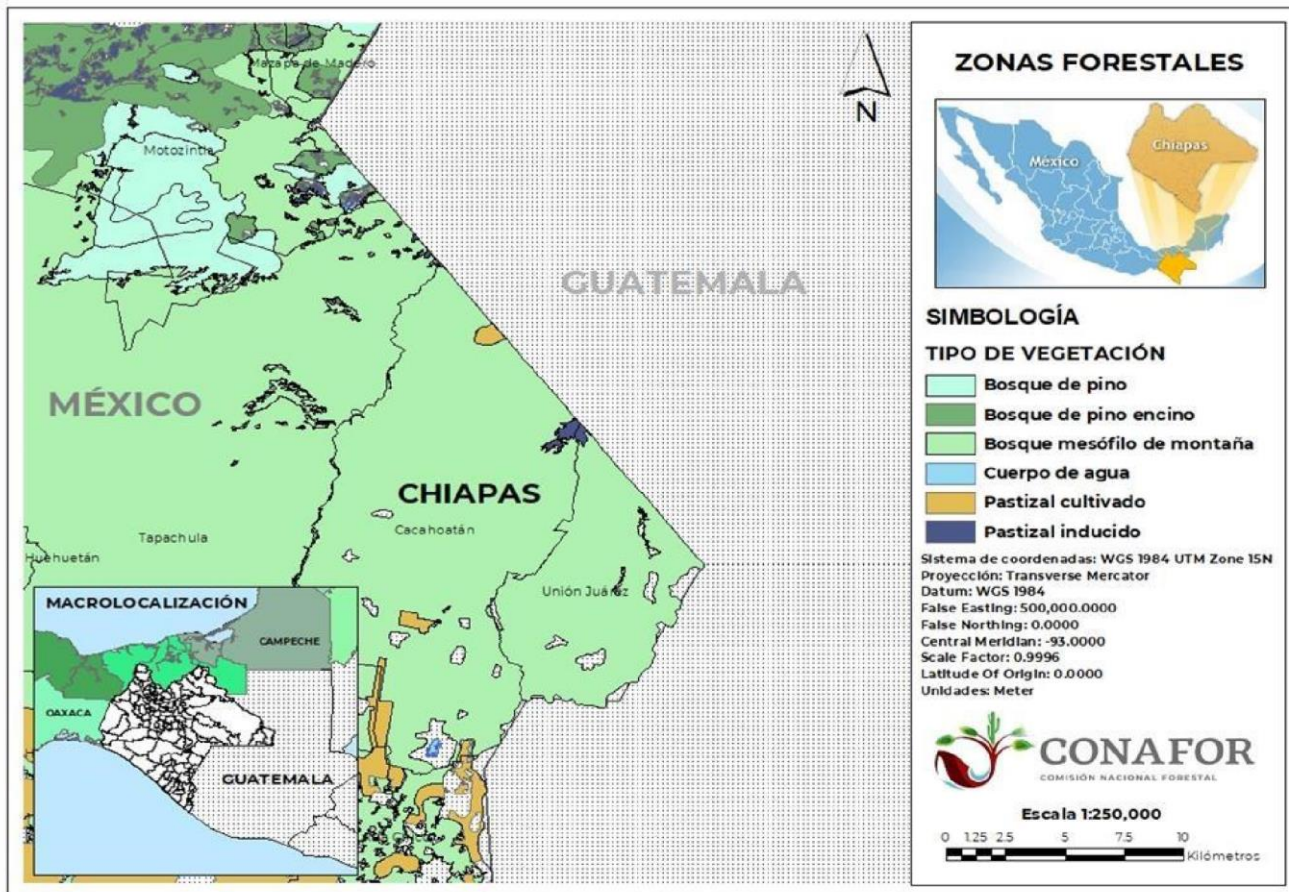 Mazapa de Madero
Motozintla
N
GUATEMALA
MÉXICO
CHIAPAS
Cacahoatán
Tapachula
Huehuetán
Unión Juárez
MACROLOCALIZACIÓN
CAMPECHE
OAXACA
GUATEMALA
ZONAS FORESTALES
México
Chiapas
SIMBOLOGÍA
TIPO DE VEGETACIÓN
Bosque de pino
Bosque de pino encino
Bosque mesófilo de montaña
Cuerpo de agua
Pastizal cultivado
Pastizal inducido
Sistema de coordenadas: WGS 1984 UTM Zone 15N
Proyección: Transverse Mercator
Datum: WGS 1984
False Easting: 500,000.0000
False Northing: 0.0000
Central Meridian: -93.0000
Scale Factor: 0.9996
Latitude Of Origin: 0.0000
Unidades: Meter
CONAFOR
COMISIÓN NACIONAL FORESTAL
Escala 1:250,000
0 1.25 2.5 5 7.5 10
Kilómetros